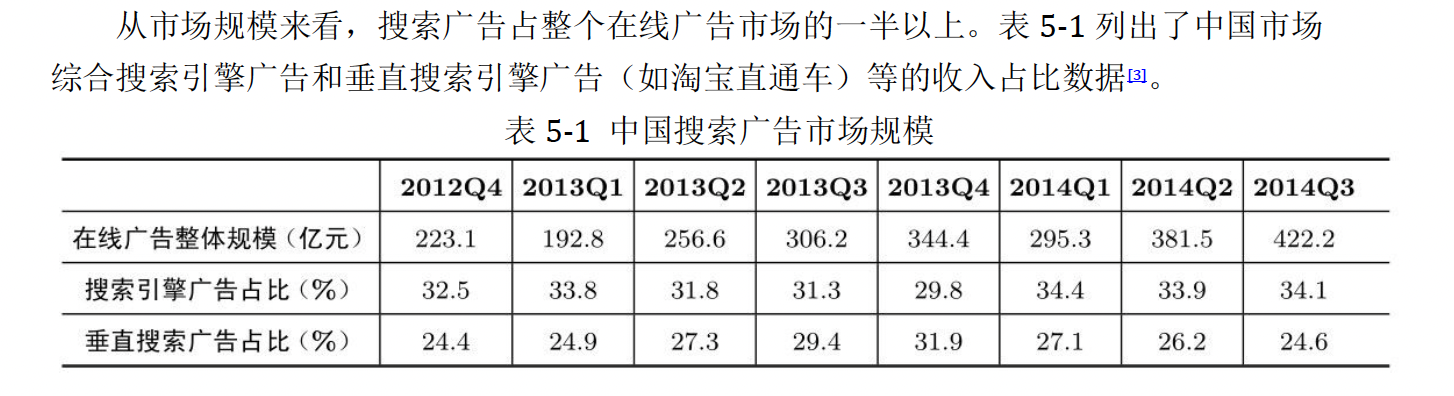 从市场规模来看，搜索广告占整个在线广告市场的一半以上。表 5-1 列出了中国市场
综合搜索引擎广告和垂直搜索引擎广告（如淘宝直通车）等的收入占比数据[3]。
表 5-1 中国搜索广告市场规模
2012Q4 2013Q1 2013Q2 2013Q3 2013Q4 2014Q1 2014Q2 2014Q3
在线广告整体规模（亿元） 223.1 192.8 256.6 306.2 344.4 295.3 381.5 422.2
搜索引擎广告占比（%） 32.5 33.8 31.8 31.3 29.8 34.4 33.9 34.1
垂直搜索广告占比（%） 24.4 24.9 27.3 29.4 31.9 27.1 26.2 24.6